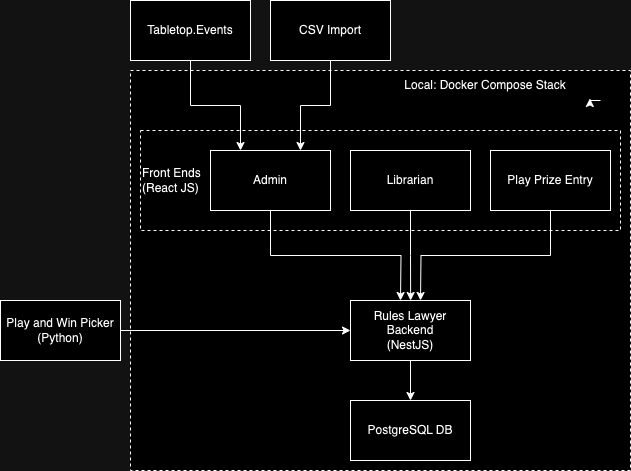 Tabletop.Events
CSV Import
Local: Docker Compose Stack
Front Ends
(React JS)
Admin
Librarian
Play Prize Entry
Play and Win Picker
(Python)
Rules Lawyer
Backend
(NestJS)
PostgreSQL DB